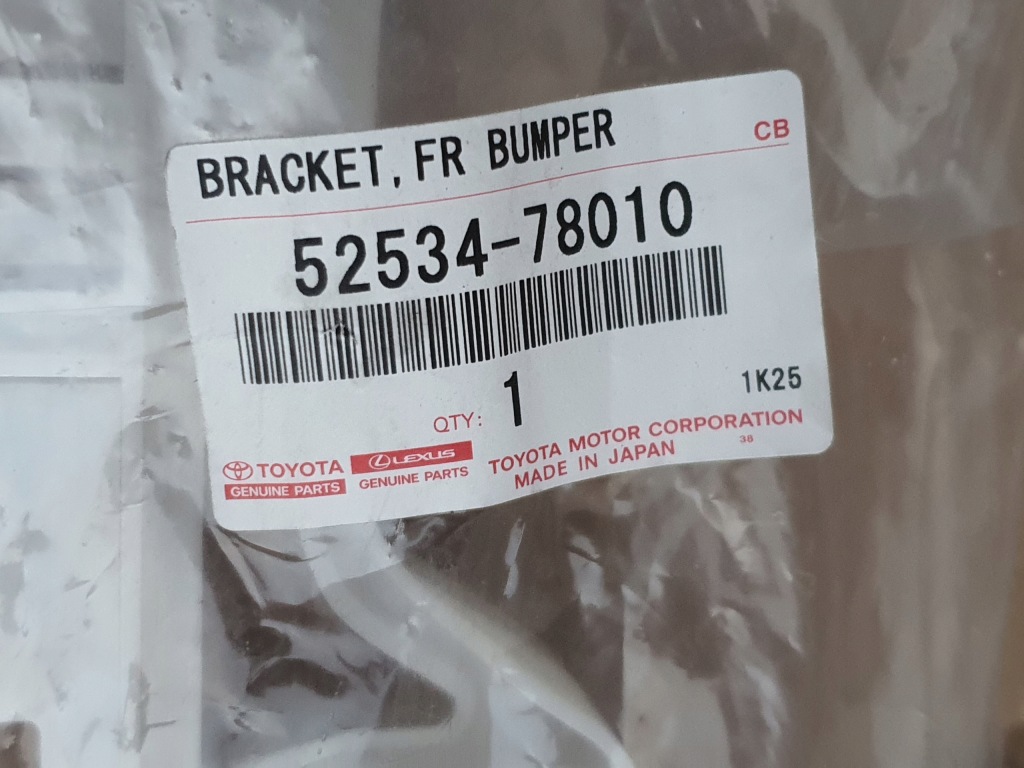 BRACKET, FR BUMPER
CB
52534-78010
QTY: 1
1K25
TOYOTA
GENUINE PARTS
LEXUS
GENUINE PARTS
TOYOTA MOTOR CORPORATION
MADE IN JAPAN
38